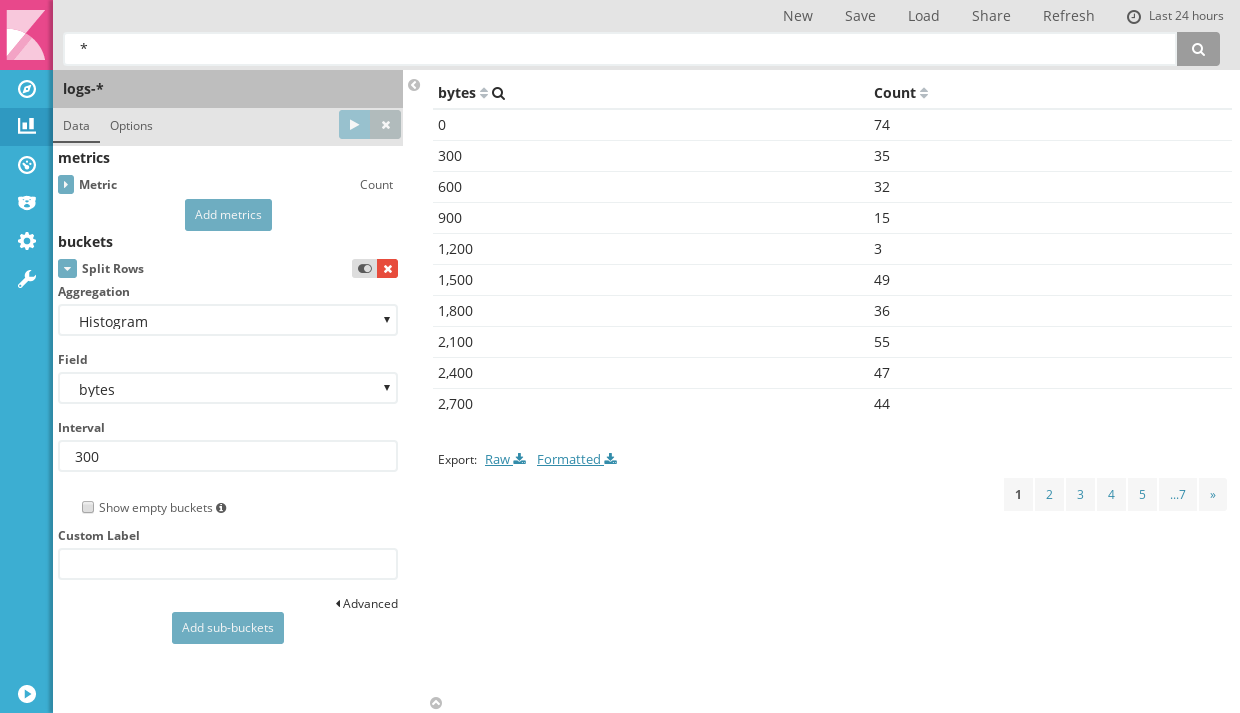 New Save Load Share Refresh Last 24 hours
*
logs-*
Data Options
metrics
Metric Count
Add metrics
buckets
Split Rows
Aggregation
Histogram
Field
bytes
Interval
300
Show empty buckets
Custom Label
Advanced
Add sub-buckets
bytes Count
0 74
300 35
600 32
900 15
1,200 3
1,500 49
1,800 36
2,100 55
2,400 47
2,700 44
Export: Raw Formatted
1 2 3 4 5 ...7 »